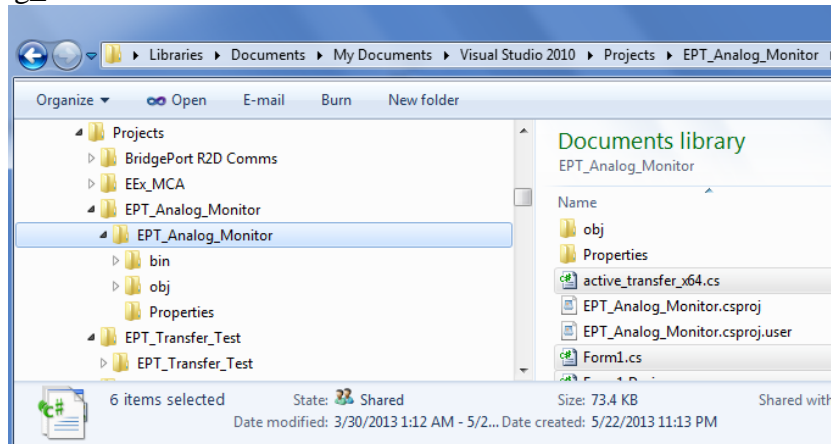 Libraries Documents My Documents Visual Studio 2010 Projects EPT_Analog_Monitor
Organize Open E-mail Burn New folder
Projects
BridgePort R2D Comms
EEx_MCA
EPT_Analog_Monitor
EPT_Analog_Monitor
bin
obj
Properties
EPT_Transfer_Test
EPT_Transfer_Test
Documents library
EPT_Analog_Monitor
Name
obj
Properties
active_transfer_x64.cs
EPT_Analog_Monitor.csproj
EPT_Analog_Monitor.csproj.user
Form1.cs
6 items selected State: Shared Size: 73.4 KB Shared with
Date modified: 3/30/2013 1:12 AM - 5/2... Date created: 5/22/2013 11:13 PM